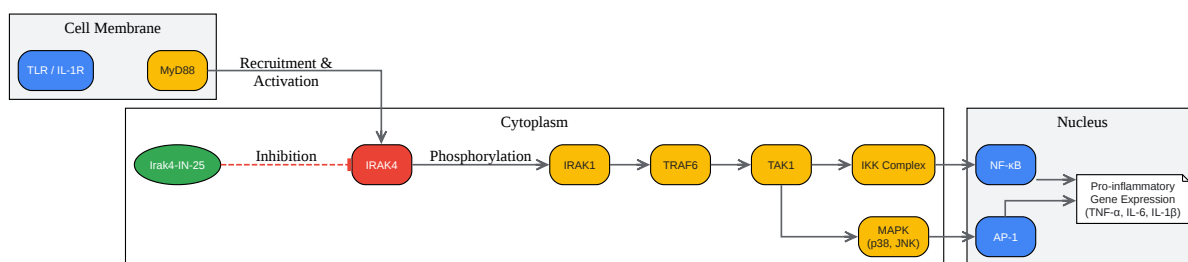 Cell Membrane
TLR / IL-1R
MyD88
Recruitment &
Activation
Cytoplasm
Irak4-IN-25
Inhibition
IRAK4
Phosphorylation
IRAK1
TRAF6
TAK1
IKK Complex
MAPK
(p38, JNK)
Nucleus
NF-κB
AP-1
Pro-inflammatory
Gene Expression
(TNF-α, IL-6, IL-1β)